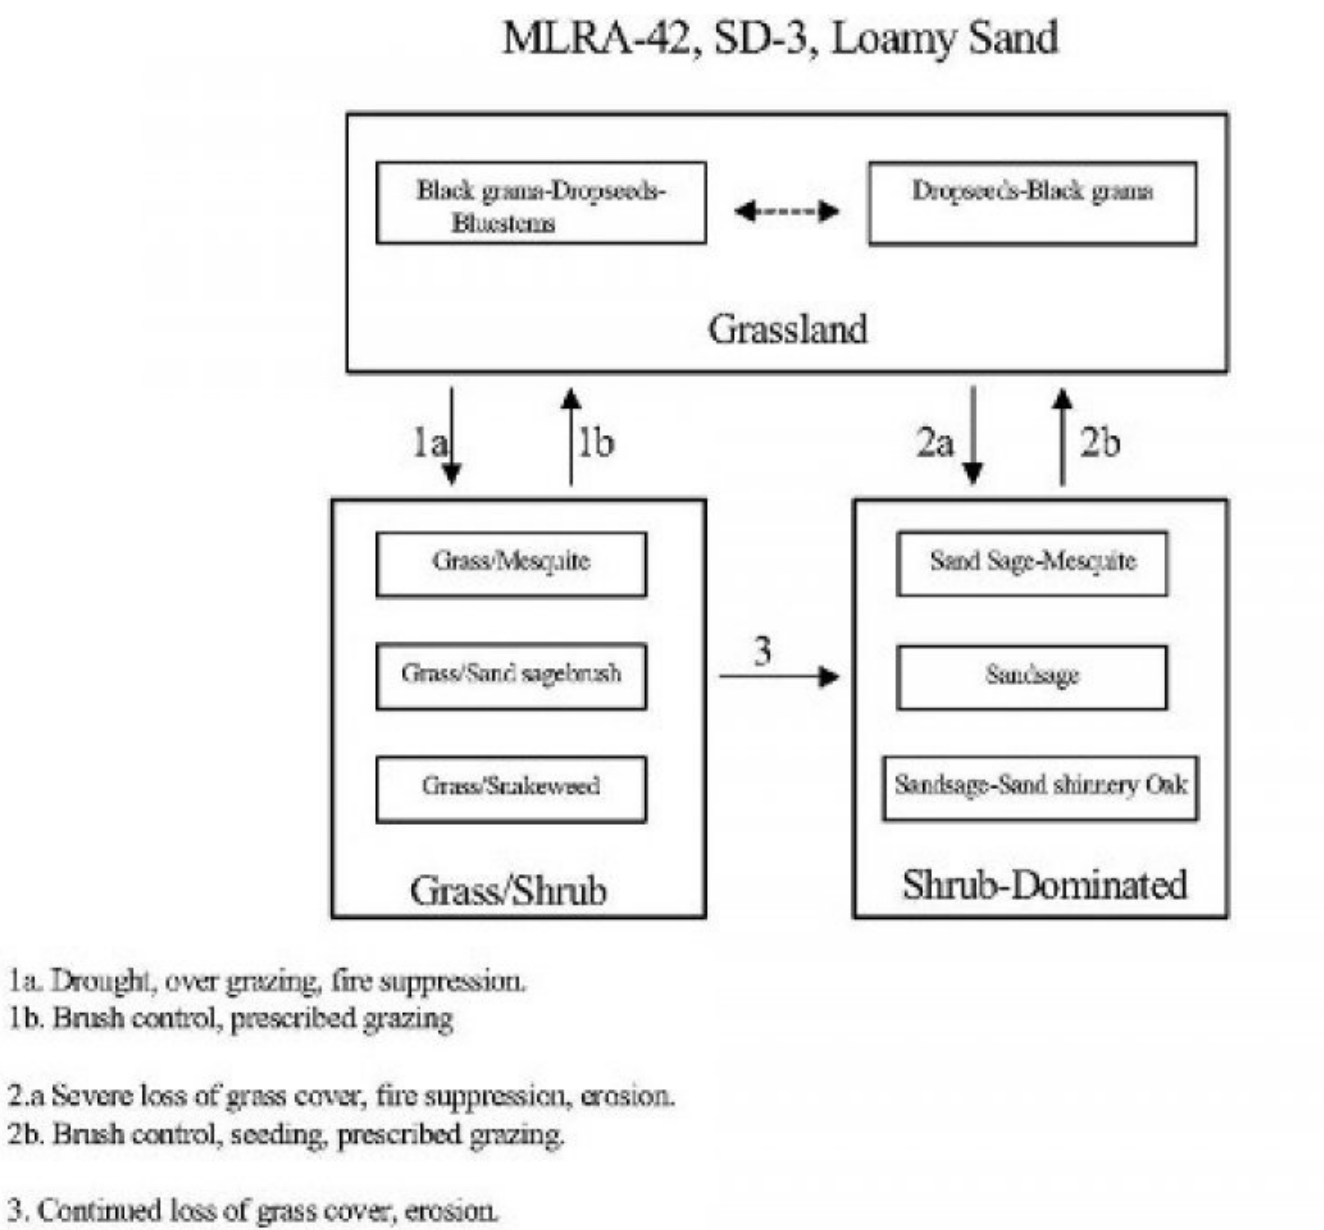 MLRA-42, SD-3, Loamy Sand
Black grama-Dropseeds-
Bluestems
Dropseeds-Black grama
Grassland
1a
1b
2a
2b
Grass/Mesquite
Sand Sage-Mesquite
3
Grass/Sand sagebrush
Sandsage
Grass/Snakeweed
Sandsage-Sand shinnery Oak
Grass/Shrub
Shrub-Dominated
1a. Drought, over grazing, fire suppression.
1b. Brush control, prescribed grazing
2.a Severe loss of grass cover, fire suppression, erosion.
2b. Brush control, seeding, prescribed grazing.
3. Continued loss of grass cover, erosion.